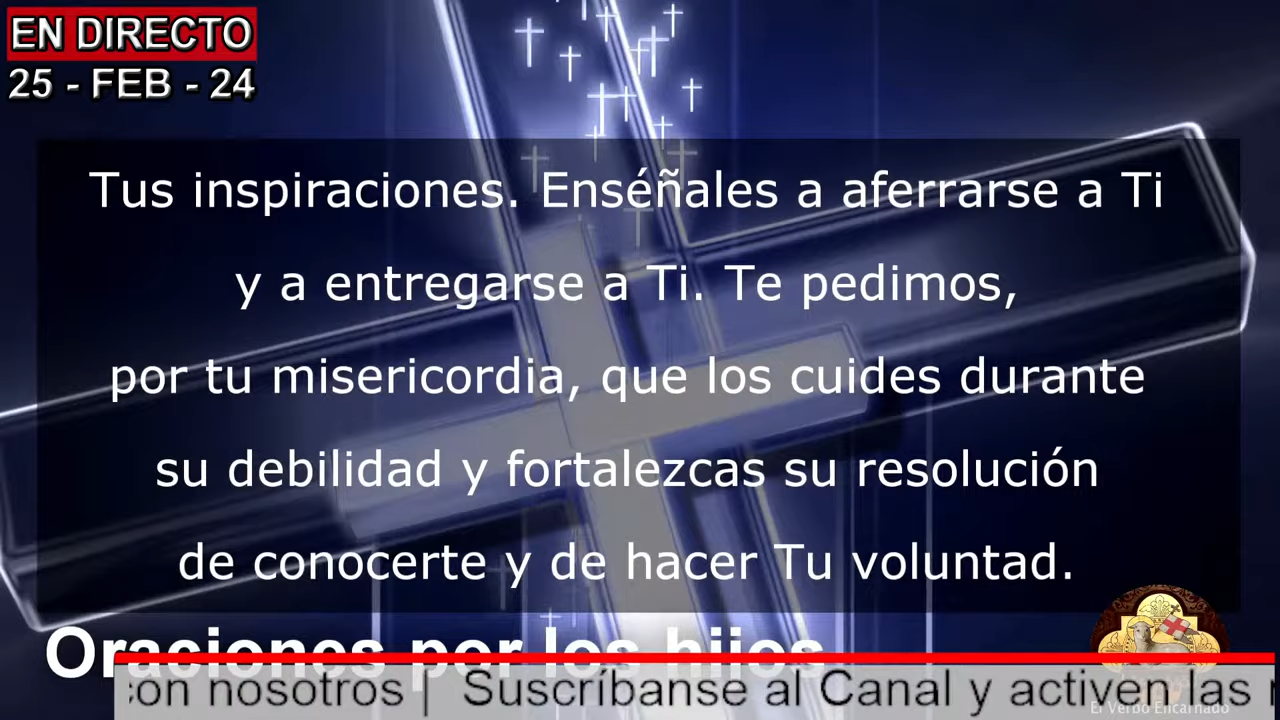 EN DIRECTO
25 - FEB - 24
Tus inspiraciones. Enséñales a aferrarse a Ti
y a entregarse a Ti. Te pedimos,
por tu misericordia, que los cuides durante
su debilidad y fortalezcas su resolución
de conocerte y de hacer Tu voluntad.
Oraciones por los hijos
con nosotros | Suscríbanse al Canal y activen las
El Verbo Encarnado